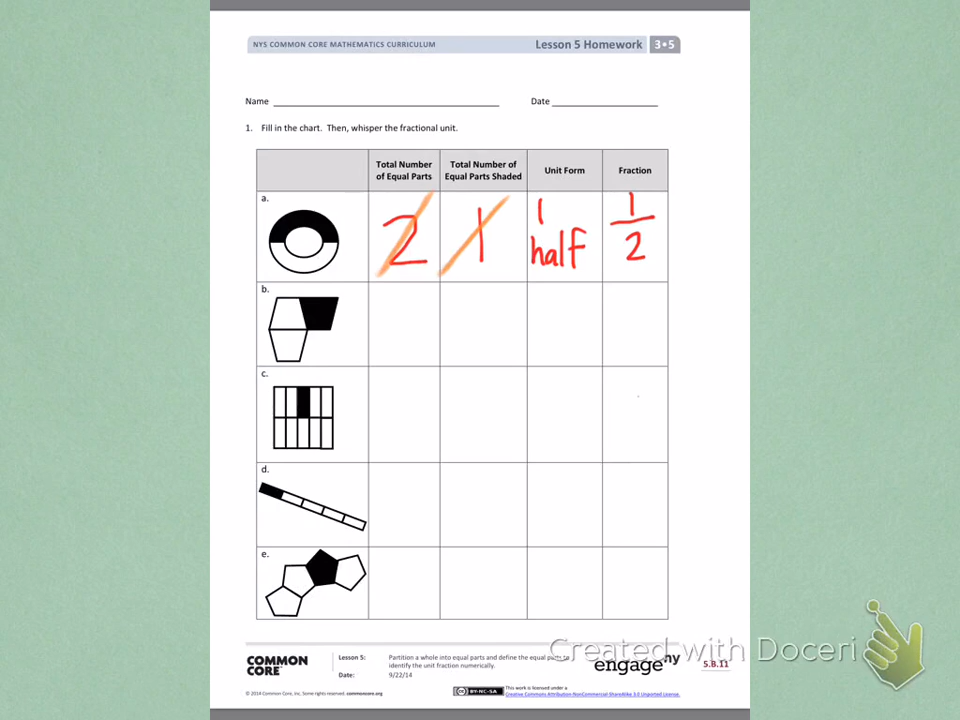 NYS COMMON CORE MATHEMATICS CURRICULUM
Lesson 5 Homework 3•5
Name Date
1. Fill in the chart. Then, whisper the fractional unit.
Total Number of Equal Parts
Total Number of Equal Parts Shaded
Unit Form
Fraction
a.
2
1
1
half
1
2
b.
c.
d.
e.
COMMON
CORE
Lesson 5:
Partition a whole into equal parts and define the equal parts to
identify the unit fraction numerically.
Date:
9/22/14
engageny
5.B.11
Created with Doceri
© 2014 Common Core, Inc. Some rights reserved. commoncore.org
BY-NC-SA
This work is licensed under a
Creative Commons Attribution-NonCommercial-ShareAlike 3.0 Unported License.